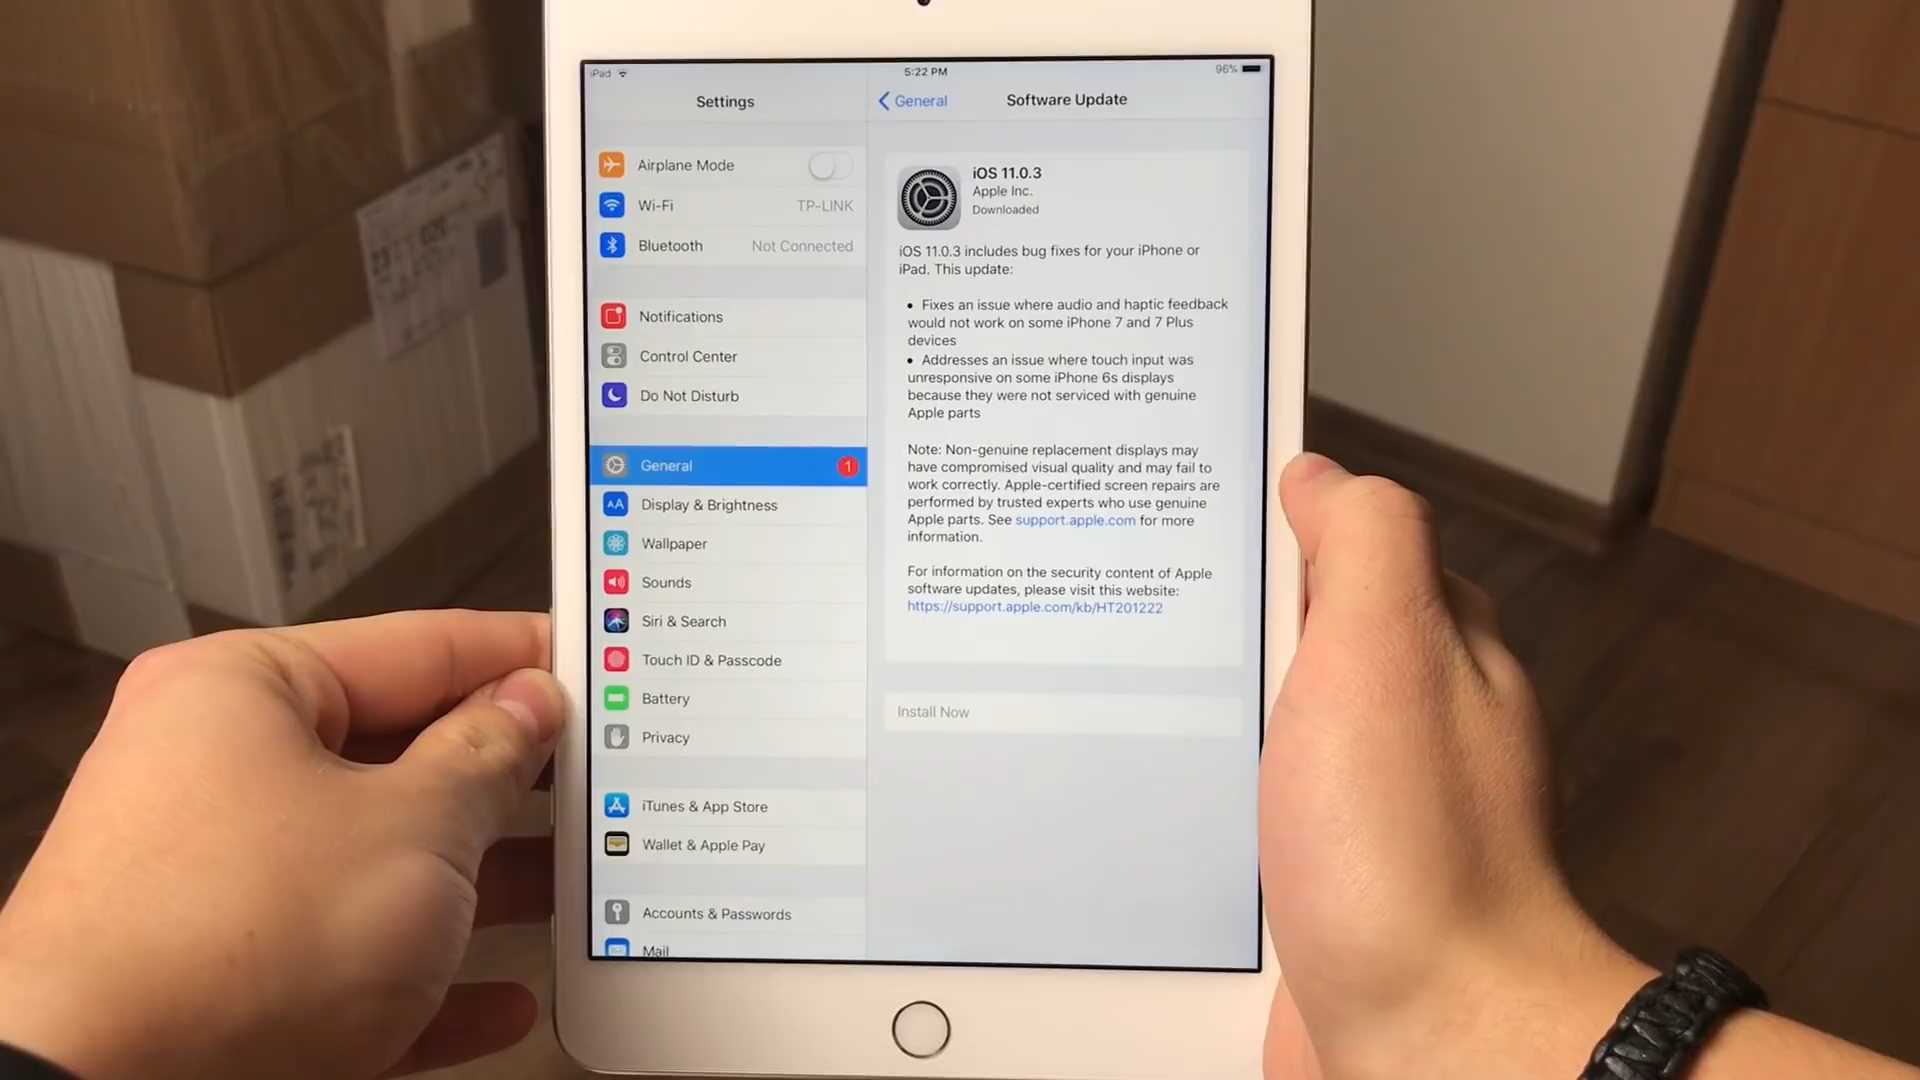 iPad
5:22 PM
96%
Settings
General
Software Update
Airplane Mode
Wi-Fi
TP-LINK
Bluetooth
Not Connected
Notifications
Control Center
Do Not Disturb
General
1
Display & Brightness
Wallpaper
Sounds
Siri & Search
Touch ID & Passcode
Battery
Privacy
iTunes & App Store
Wallet & Apple Pay
Accounts & Passwords
Mail
iOS 11.0.3
Apple Inc.
Downloaded
iOS 11.0.3 includes bug fixes for your iPhone or
iPad. This update:
• Fixes an issue where audio and haptic feedback
would not work on some iPhone 7 and 7 Plus
devices
• Addresses an issue where touch input was
unresponsive on some iPhone 6s displays
because they were not serviced with genuine
Apple parts
Note: Non-genuine replacement displays may
have compromised visual quality and may fail to
work correctly. Apple-certified screen repairs are
performed by trusted experts who use genuine
Apple parts. See support.apple.com for more
information.
For information on the security content of Apple
software updates, please visit this website:
https://support.apple.com/kb/HT201222
Install Now